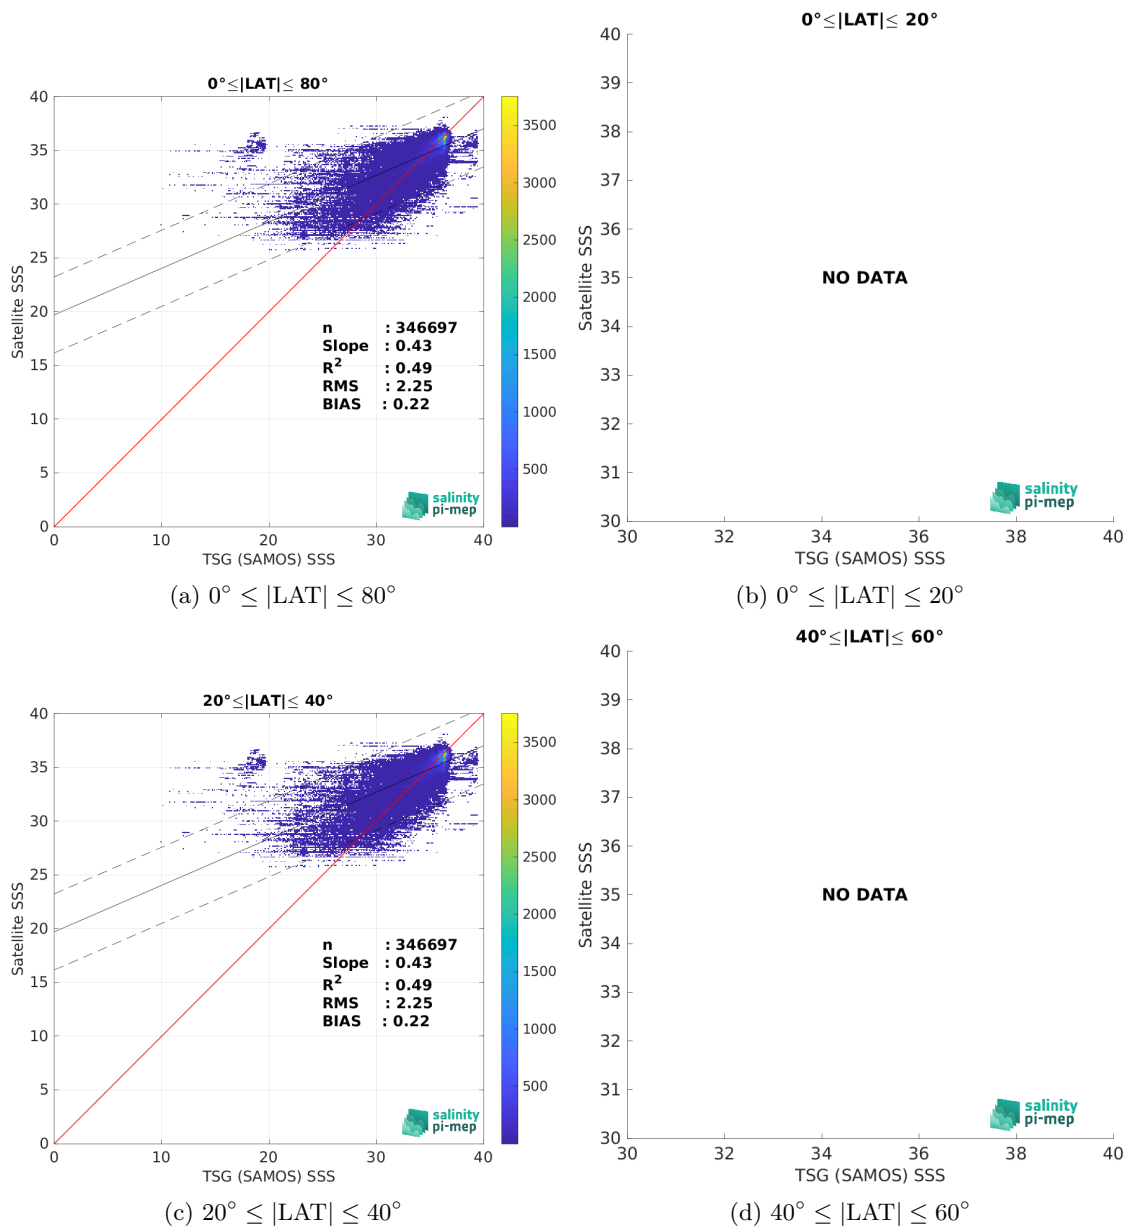 0°≤|LAT|≤ 80°
40
35
30
25
20
15
10
5
0
Satellite SSS
n : 346697
Slope : 0.43
R2 : 0.49
RMS : 2.25
BIAS : 0.22
salinity
pi-mep
0 10 20 30 40
TSG (SAMOS) SSS
3500
3000
2500
2000
1500
1000
500
(a) 0° ≤ |LAT| ≤ 80°
0°≤|LAT|≤ 20°
40
39
38
37
36
35
34
33
32
31
30
Satellite SSS
NO DATA
salinity
pi-mep
30 32 34 36 38 40
TSG (SAMOS) SSS
(b) 0° ≤ |LAT| ≤ 20°
20°≤|LAT|≤ 40°
40
35
30
25
20
15
10
5
0
Satellite SSS
n : 346697
Slope : 0.43
R2 : 0.49
RMS : 2.25
BIAS : 0.22
salinity
pi-mep
0 10 20 30 40
TSG (SAMOS) SSS
3500
3000
2500
2000
1500
1000
500
(c) 20° ≤ |LAT| ≤ 40°
40°≤|LAT|≤ 60°
40
39
38
37
36
35
34
33
32
31
30
Satellite SSS
NO DATA
salinity
pi-mep
30 32 34 36 38 40
TSG (SAMOS) SSS
(d) 40° ≤ |LAT| ≤ 60°